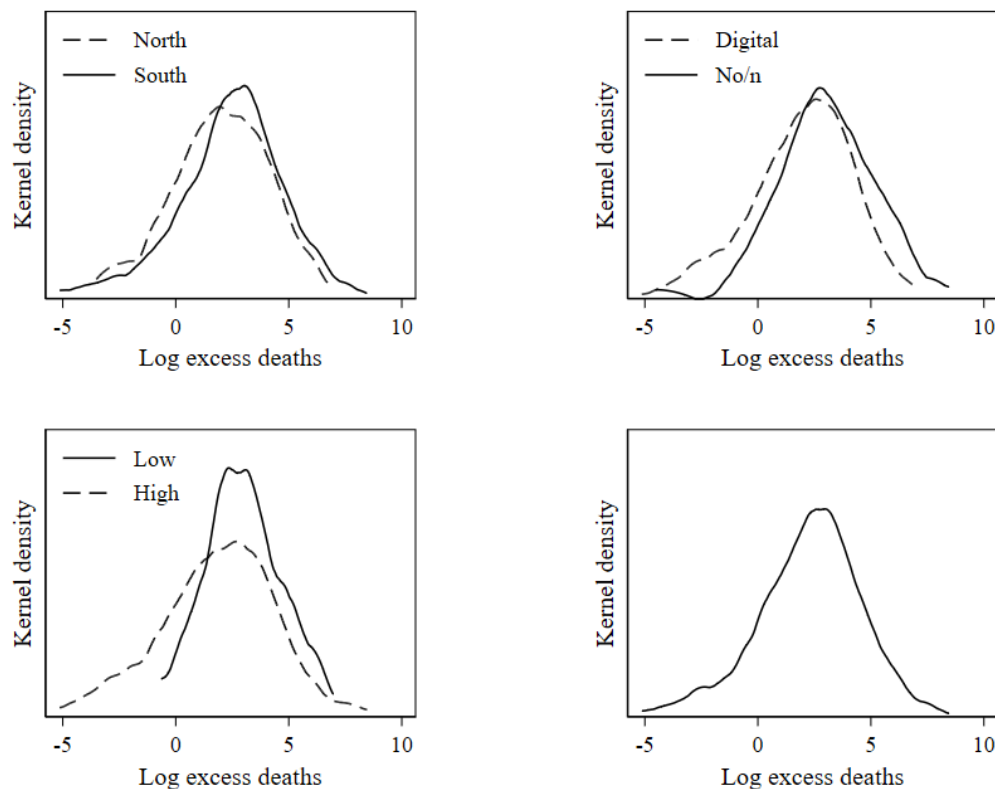 North
South
Kernel density
-5 0 5 10
Log excess deaths
Digital
No/n
Kernel density
-5 0 5 10
Log excess deaths
Low
High
Kernel density
-5 0 5 10
Log excess deaths
Kernel density
-5 0 5 10
Log excess deaths